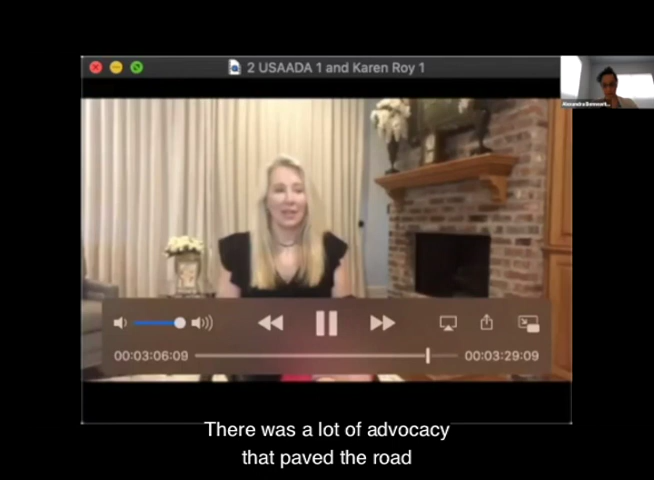 2 USAADA 1 and Karen Roy 1
00:03:06:09
00:03:29:09
There was a lot of advocacy
that paved the road